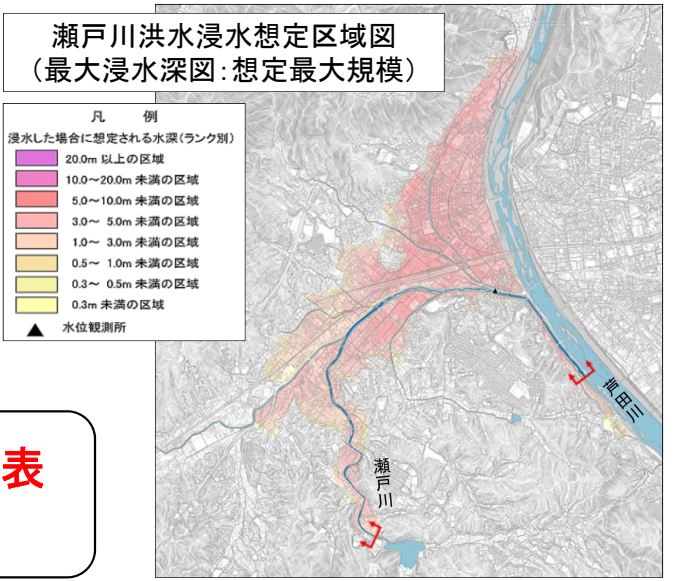 瀬戸川洪水浸水想定区域図
（最大浸水深図：想定最大規模）
凡 例
浸水した場合に想定される水深（ランク別）
20.0m 以上の区域
10.0～20.0m 未満の区域
5.0～10.0m 未満の区域
3.0～ 5.0m 未満の区域
1.0～ 3.0m 未満の区域
0.5～ 1.0m 未満の区域
0.3～ 0.5m 未満の区域
0.3m 未満の区域
水位観測所
芦田川
瀬戸川
表